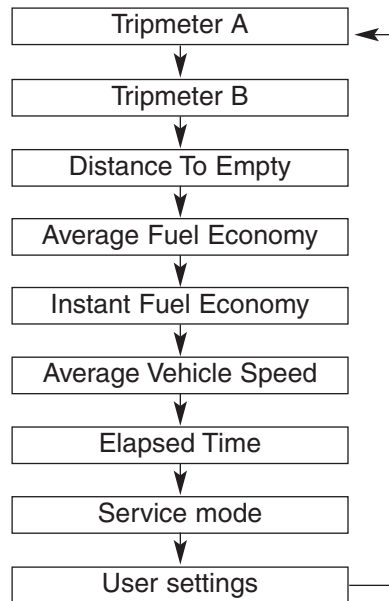 Tripmeter A
Tripmeter B
Distance To Empty
Average Fuel Economy
Instant Fuel Economy
Average Vehicle Speed
Elapsed Time
Service mode
User settings